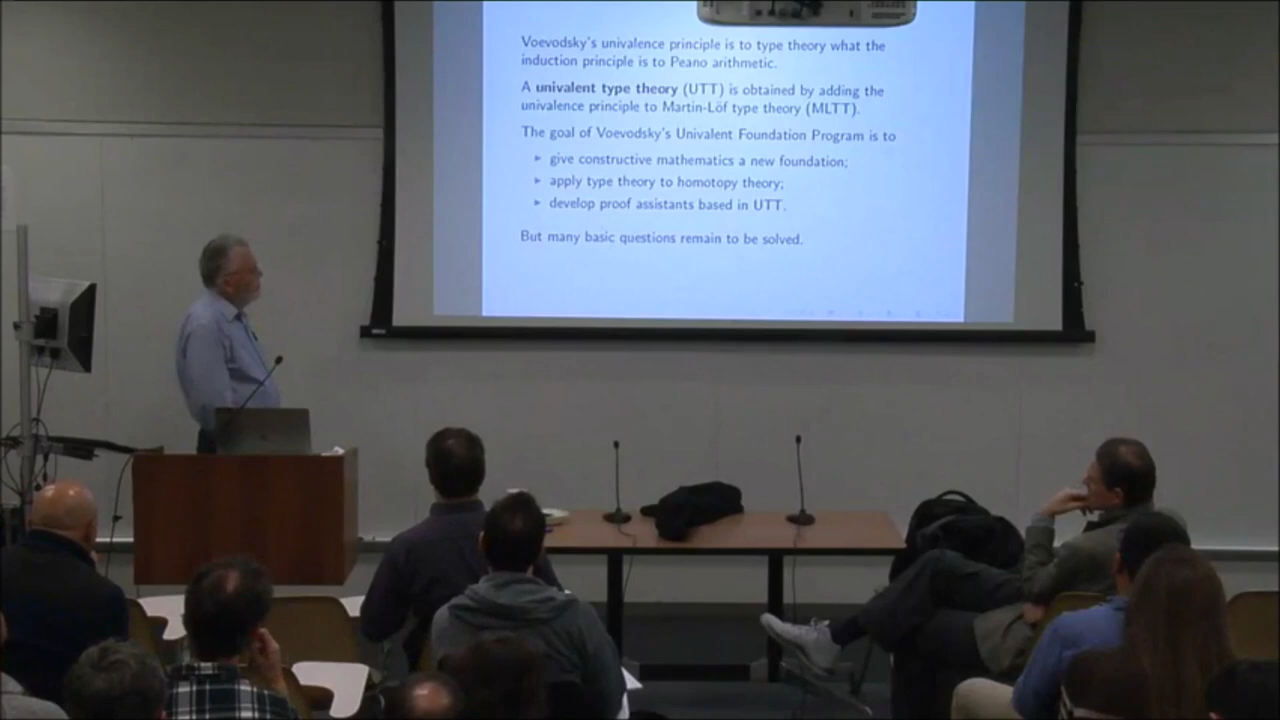 Voevodsky's univalence principle is to type theory what the
induction principle is to Peano arithmetic.
A univalent type theory (UTT) is obtained by adding the
univalence principle to Martin-Löf type theory (MLTT).
The goal of Voevodsky's Univalent Foundation Program is to
▸ give constructive mathematics a new foundation;
▸ apply type theory to homotopy theory;
▸ develop proof assistants based in UTT.
But many basic questions remain to be solved.